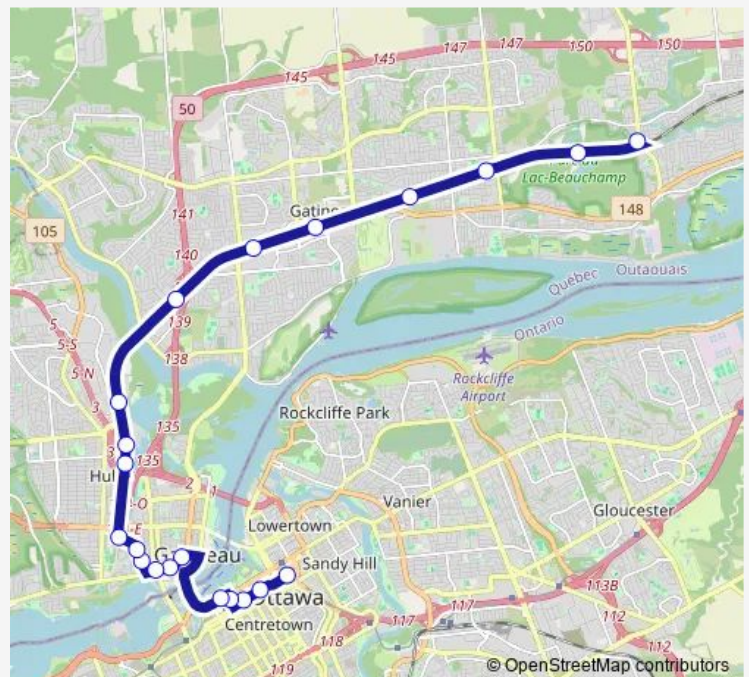 145
147
147
150
150
50
145
Lac-Beauchamp
141
148
105
140
Québec
Outaouais
5
139
Ontario
5-S
138
5-N
Rockcliffe
Airport
3
Rockcliffe Park
135
135
Vanier
2
1
Gloucester
Lowertown
Sandy Hill
113B
Ottawa
112
117
117
Centretown
118
112
119
© OpenStreetMap contributors